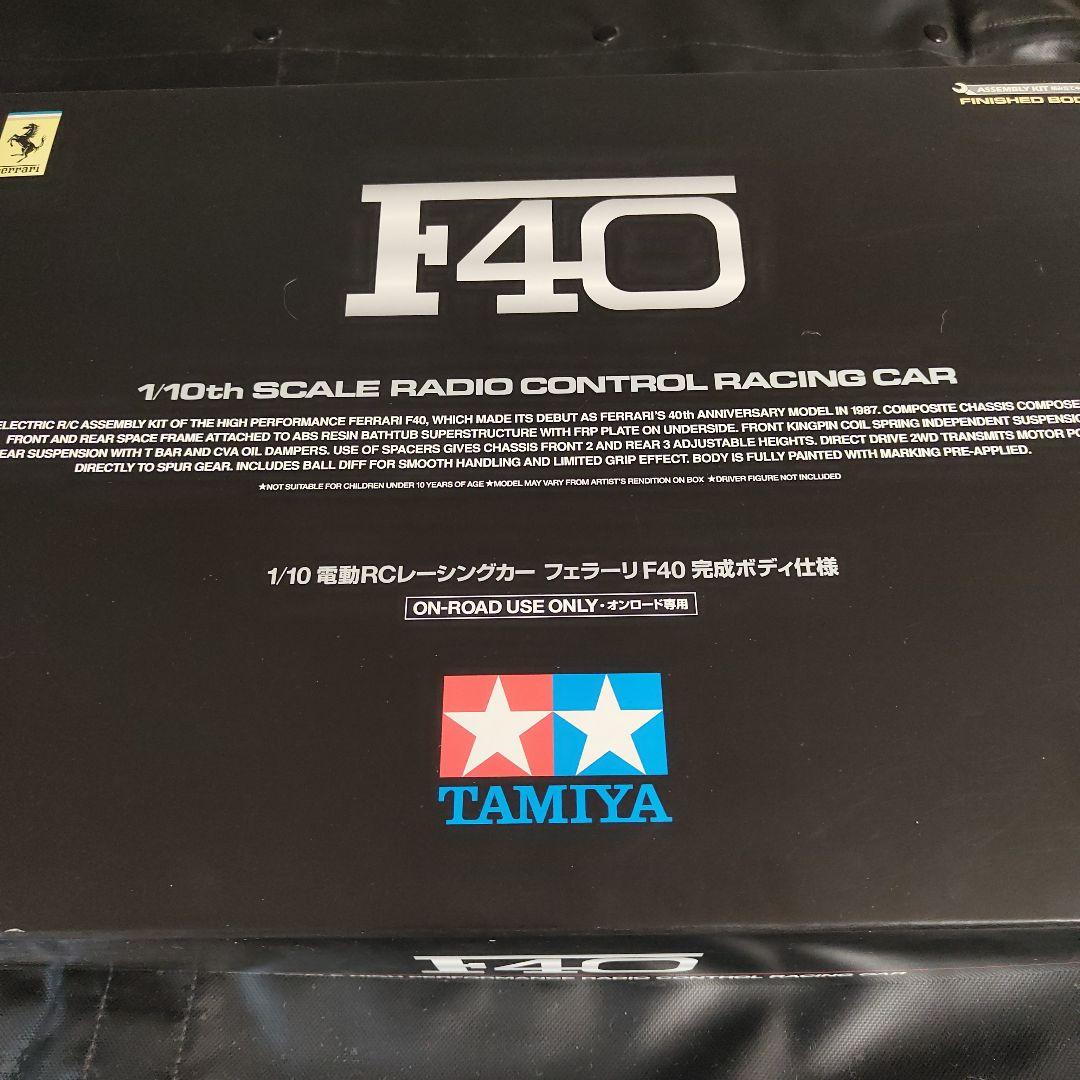 ASSEMBLY KIT
FINISHED
Ferrari
F40
1/10th SCALE RADIO CONTROL RACING CAR
ELECTRIC R/C ASSEMBLY KIT OF THE HIGH PERFORMANCE FERRARI F40, WHICH MADE ITS DEBUT AS FERRARI'S 40th ANNIVERSARY MODEL IN 1987. COMPOSITE CHASSIS COMPOSE
FRONT AND REAR SPACE FRAME ATTACHED TO ABS RESIN BATHTUB SUPERSTRUCTURE WITH FRP PLATE ON UNDERSIDE. FRONT KINGPIN COIL SPRING INDEPENDENT SUSPENSIO
EAR SUSPENSION WITH T BAR AND CVA OIL DAMPERS. USE OF SPACERS GIVES CHASSIS FRONT 2 AND REAR 3 ADJUSTABLE HEIGHTS. DIRECT DRIVE 2WD TRANSMITS MOTOR PO
DIRECTLY TO SPUR GEAR. INCLUDES BALL DIFF FOR SMOOTH HANDLING AND LIMITED GRIP EFFECT. BODY IS FULLY PAINTED WITH MARKING PRE-APPLIED.
★NOT SUITABLE FOR CHILDREN UNDER 10 YEARS OF AGE ★MODEL MAY VARY FROM ARTIST'S RENDITION ON BOX ★DRIVER FIGURE NOT INCLUDED
1/10 電動RCレーシングカー フェラーリF40 完成ボディ仕様
ON-ROAD USE ONLY・オンロード専用
TAMIYA
F40
RADIO CONTROL RACING CAR